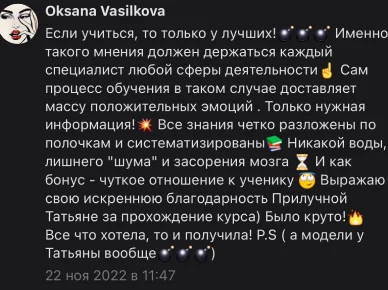 Oksana Vasilkova
Если учиться, то только у лучших! 💣💣💣 Именно
такого мнения должен держаться каждый
специалист любой сферы деятельности☝️ Сам
процесс обучения в таком случае доставляет
массу положительных эмоций . Только нужная
информация!💥 Все знания четко разложены по
полочкам и систематизированы📚 Никакой воды,
лишнего "шума" и засорения мозга ⏳ И как
бонус - чуткое отношение к ученику 😌 Выражаю
свою искреннюю благодарность Прилучной
Татьяне за прохождение курса) Было круто!🔥
Все что хотела, то и получила! P.S ( а модели у
Татьяны вообще 💣💣💣)
22 ноя 2022 в 11:47